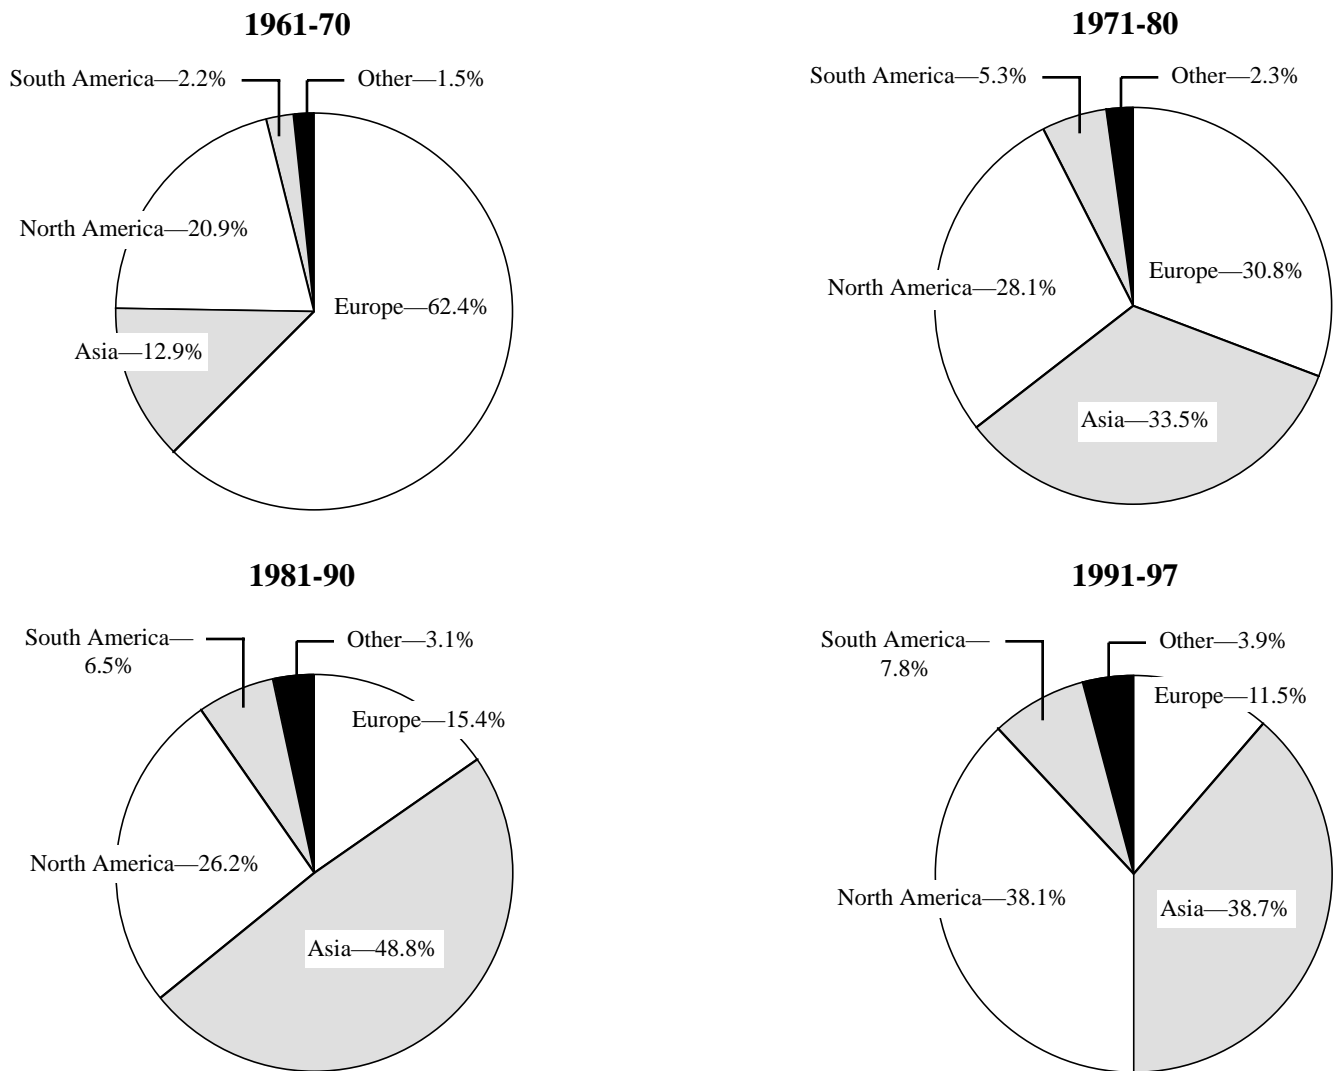 1961-70
South America—2.2%
Other—1.5%
North America—20.9%
Europe—62.4%
Asia—12.9%
1971-80
South America—5.3%
Other—2.3%
Europe—30.8%
North America—28.1%
Asia—33.5%
1981-90
South America—
6.5%
Other—3.1%
Europe—15.4%
North America—26.2%
Asia—48.8%
1991-97
South America—
7.8%
Other—3.9%
Europe—11.5%
North America—38.1%
Asia—38.7%